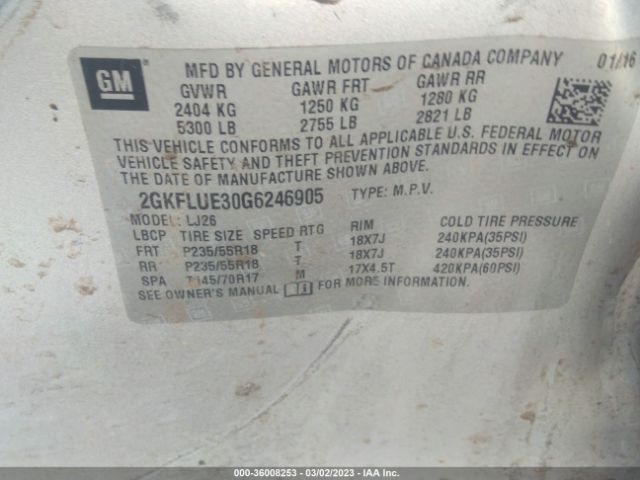 GM
MFD BY GENERAL MOTORS OF CANADA COMPANY 01/16
GVWR GAWR FRT GAWR RR
2404 KG 1250 KG 1280 KG
5300 LB 2755 LB 2821 LB
THIS VEHICLE CONFORMS TO ALL APPLICABLE U.S. FEDERAL MOTOR
VEHICLE SAFETY AND THEFT PREVENTION STANDARDS IN EFFECT ON
THE DATE OF MANUFACTURE SHOWN ABOVE.
2GKFLUE30G6246905 TYPE: M.P.V.
MODEL: LJ26
LBCP TIRE SIZE SPEED RTG RIM COLD TIRE PRESSURE
FRT P235/55R18 T 18X7J 240KPA(35PSI)
RR P235/55R18 T 18X7J 240KPA(35PSI)
SPA T145/70R17 M 17X4.5T 420KPA(60PSI)
SEE OWNER'S MANUAL FOR MORE INFORMATION.
000-36008253 - 03/02/2023 - IAA Inc.